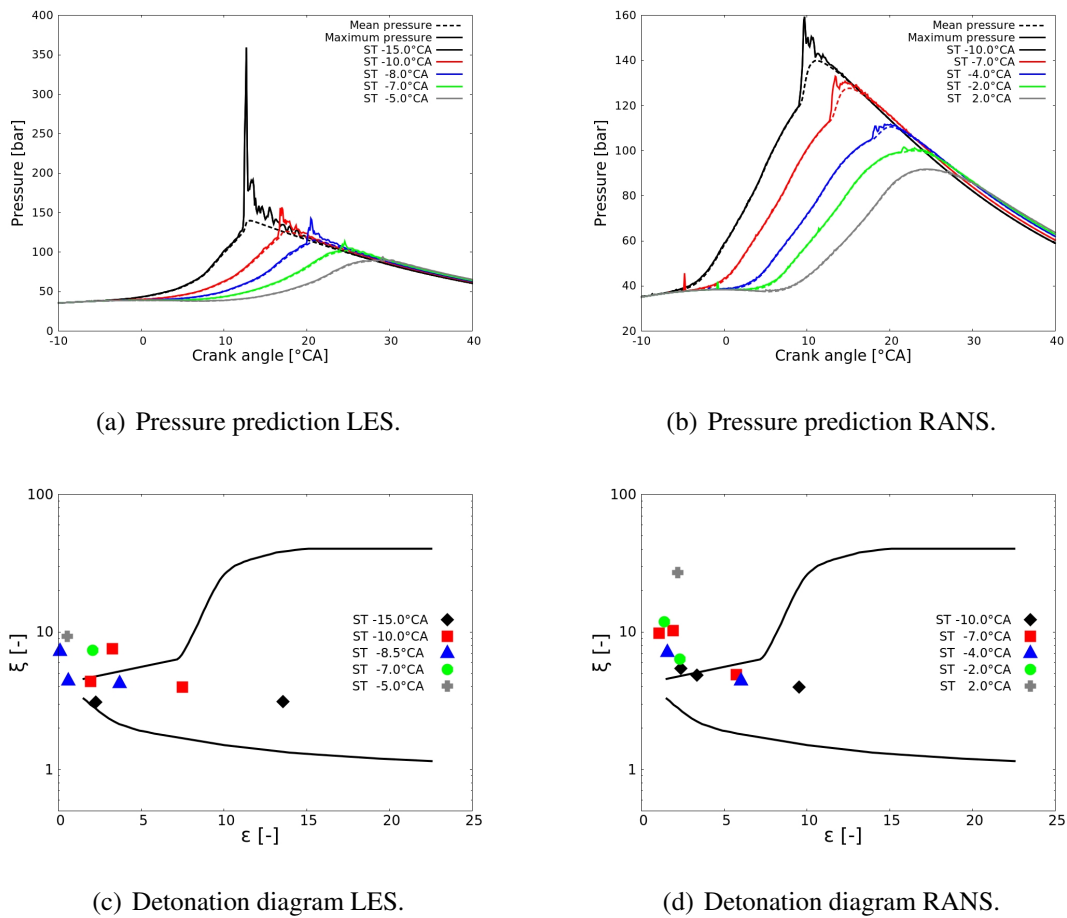 400
350
300
250
200
150
100
50
0
-10
0
10
20
30
40
Pressure [bar]
Crank angle [°CA]
Mean pressure
Maximum pressure
ST -15.0°CA
ST -10.0°CA
ST -8.0°CA
ST -7.0°CA
ST -5.0°CA
(a) Pressure prediction LES.
160
140
120
100
80
60
40
20
-10
0
10
20
30
40
Pressure [bar]
Crank angle [°CA]
Mean pressure
Maximum pressure
ST -10.0°CA
ST -7.0°CA
ST -4.0°CA
ST -2.0°CA
ST 2.0°CA
(b) Pressure prediction RANS.
100
10
1
0
5
10
15
20
25
ξ [-]
ε [-]
ST -15.0°CA
ST -10.0°CA
ST -8.5°CA
ST -7.0°CA
ST -5.0°CA
(c) Detonation diagram LES.
100
10
1
0
5
10
15
20
25
ξ [-]
ε [-]
ST -10.0°CA
ST -7.0°CA
ST -4.0°CA
ST -2.0°CA
ST 2.0°CA
(d) Detonation diagram RANS.